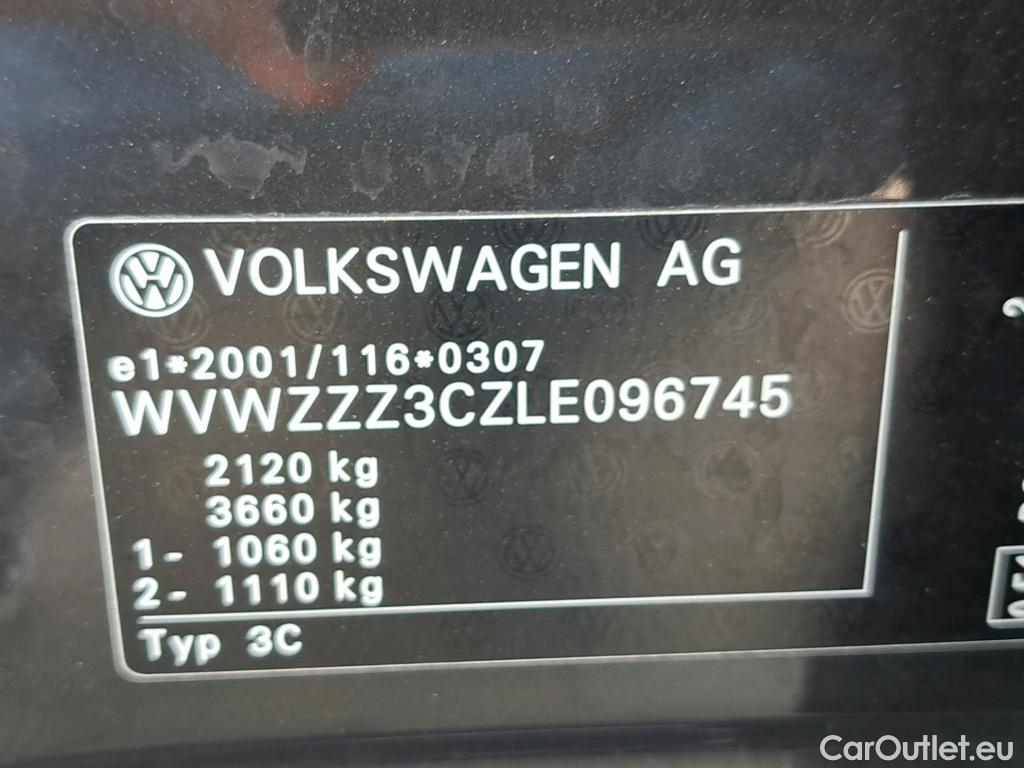 VOLKSWAGEN AG
e1*2001/116*0307
WVWZZZ3CZLE096745
2120 kg
3660 kg
1- 1060 kg
2- 1110 kg
Typ 3C
CarOutlet.eu